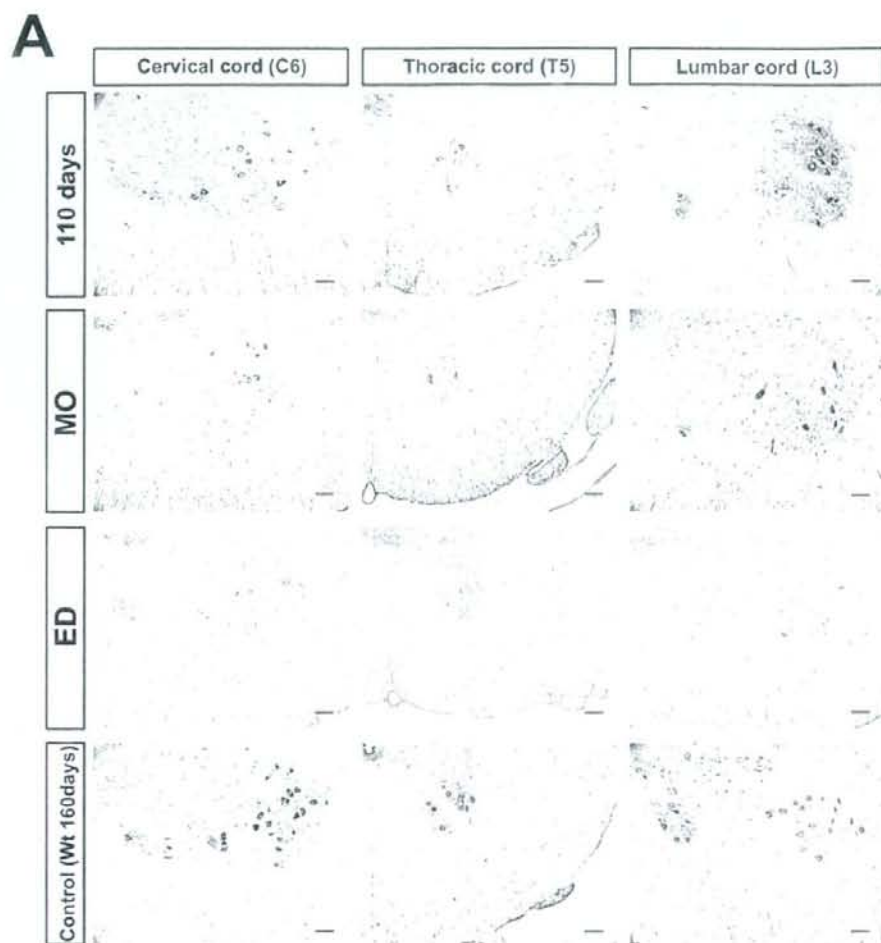 A
Cervical cord (C6)
Thoracic cord (T5)
Lumbar cord (L3)
110 days
MO
ED
Control (Wt 160days)